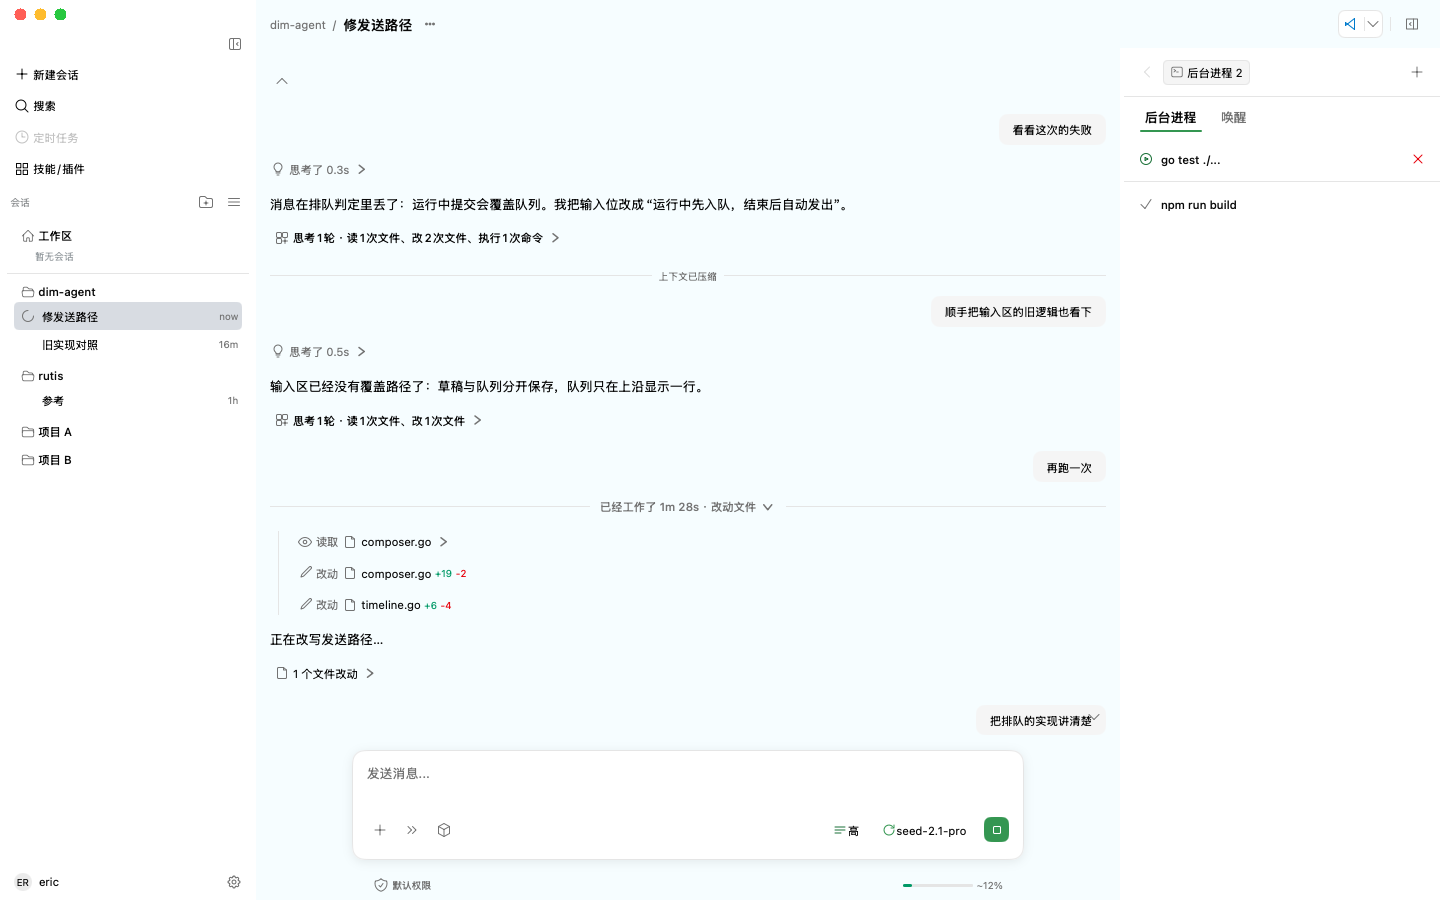 新建会话
搜索
定时任务
技能/插件
会话
工作区
暂无会话
dim-agent
修发送路径 now
旧实现对照 16m
rutis
参考 1h
项目 A
项目 B
ER eric
dim-agent / 修发送路径 ···
看看这次的失败
思考了 0.3s
消息在排队判定里丢了：运行中提交会覆盖队列。我把输入位改成“运行中先入队，结束后自动发出”。
思考1轮 · 读1次文件、改2次文件、执行1次命令
上下文已压缩
顺手把输入区的旧逻辑也看下
思考了 0.5s
输入区已经没有覆盖路径了：草稿与队列分开保存，队列只在上沿显示一行。
思考1轮 · 读1次文件、改1次文件
再跑一次
已经工作了 1m 28s · 改动文件
读取 composer.go
改动 composer.go +19 -2
改动 timeline.go +6 -4
正在改写发送路径...
1 个文件改动
把排队的实现讲清楚
发送消息...
高 seed-2.1-pro
默认权限 ~12%
后台进程 2
后台进程 唤醒
go test ./...
npm run build